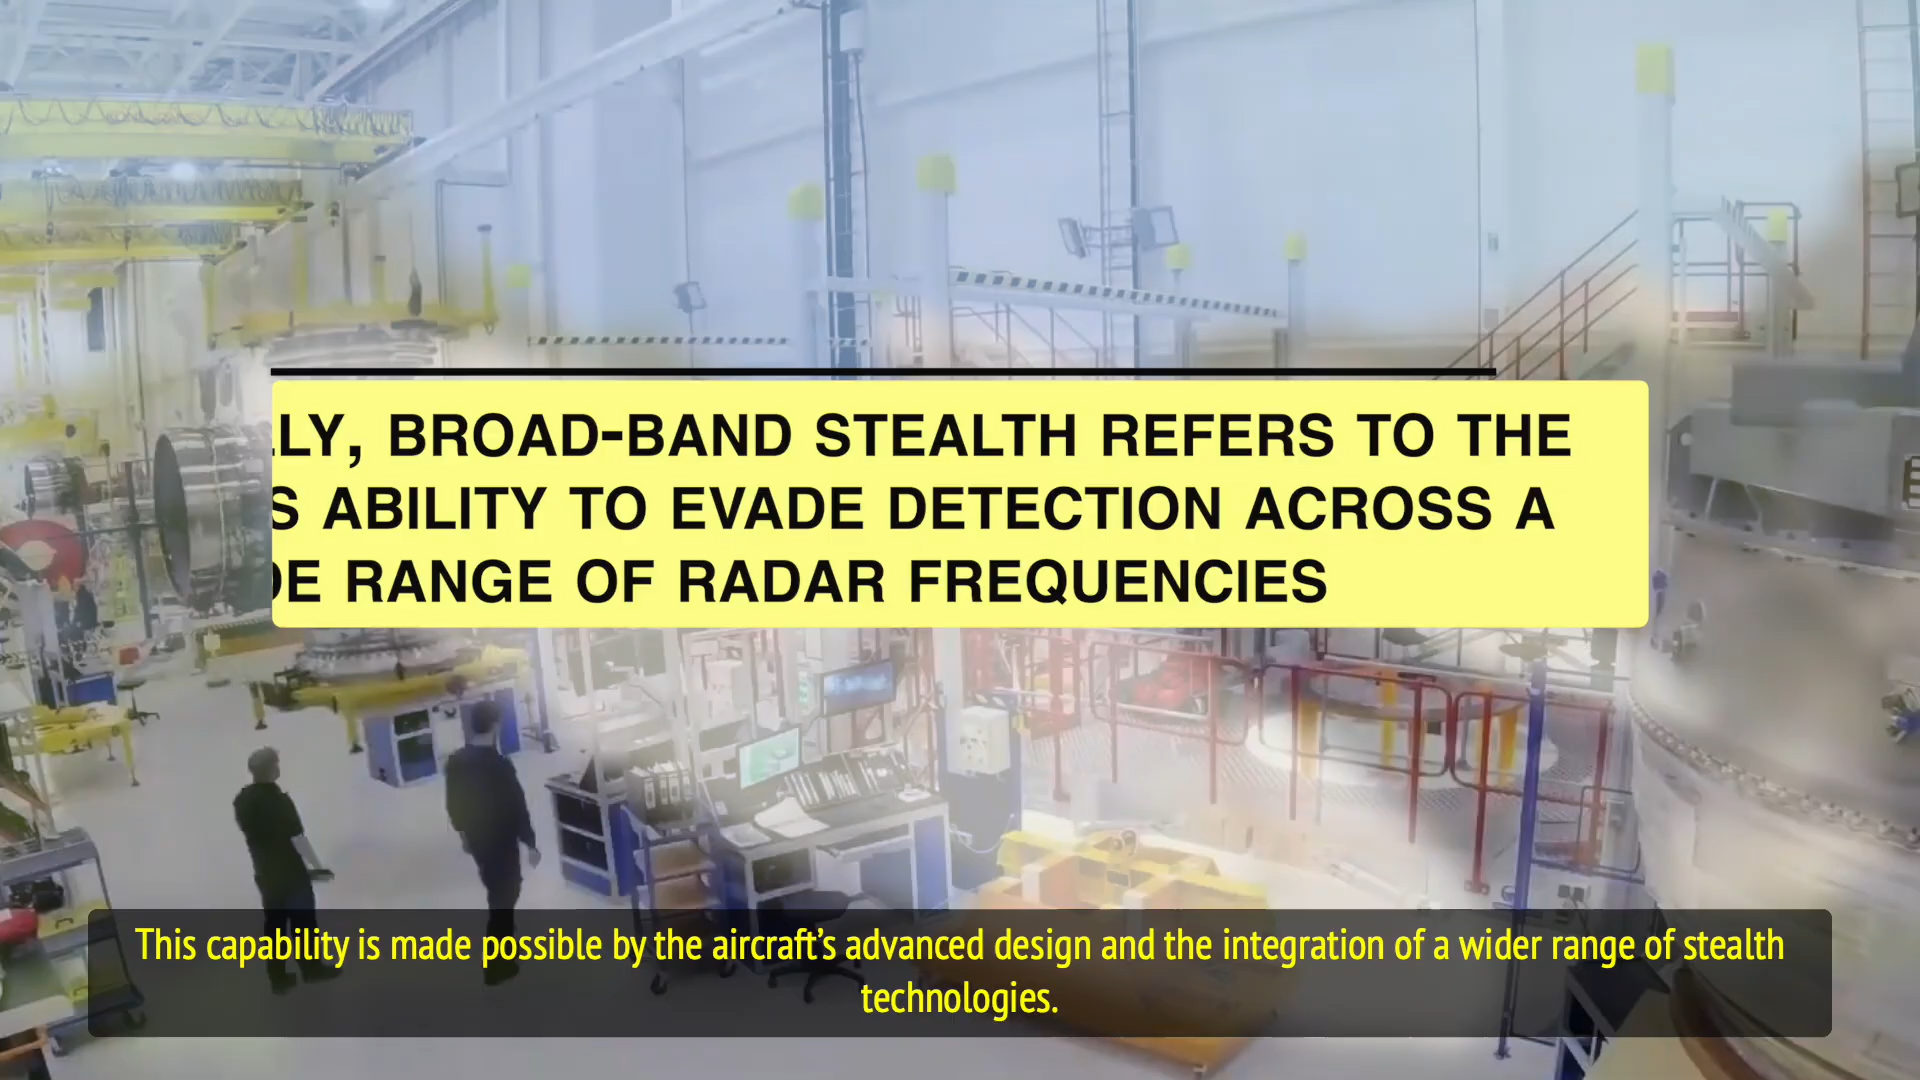 LY, BROAD-BAND STEALTH REFERS TO THE
S ABILITY TO EVADE DETECTION ACROSS A
E RANGE OF RADAR FREQUENCIES
This capability is made possible by the aircraft’s advanced design and the integration of a wider range of stealth
technologies.